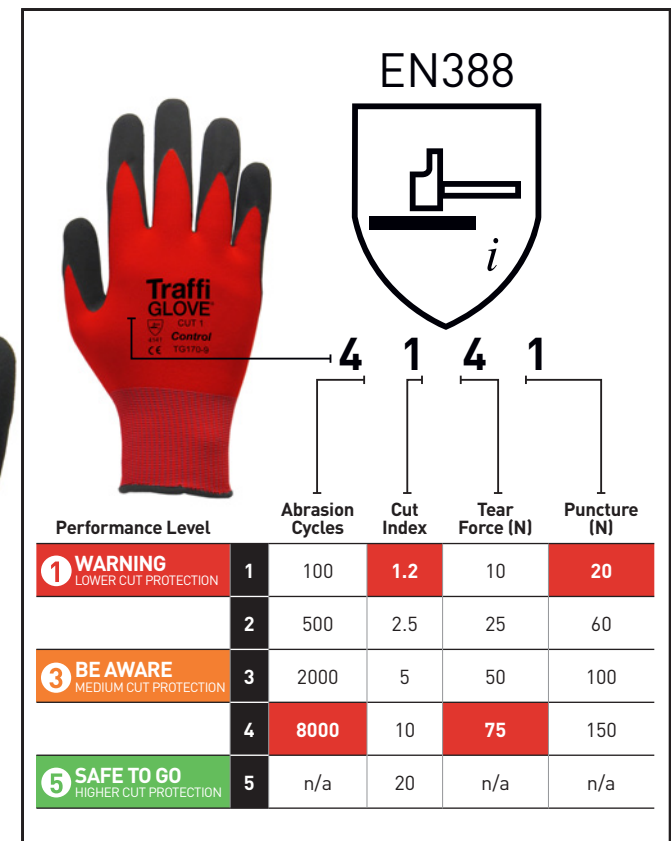 EN388
i
Traffi
GLOVE
CUT 1
4141 Control
CE TG170-9
4 1 4 1
Performance Level Abrasion Cycles Cut Index Tear Force (N) Puncture (N)
1 WARNING LOWER CUT PROTECTION 1 100 1.2 10 20
2 500 2.5 25 60
3 BE AWARE MEDIUM CUT PROTECTION 3 2000 5 50 100
4 8000 10 75 150
5 SAFE TO GO HIGHER CUT PROTECTION 5 n/a 20 n/a n/a